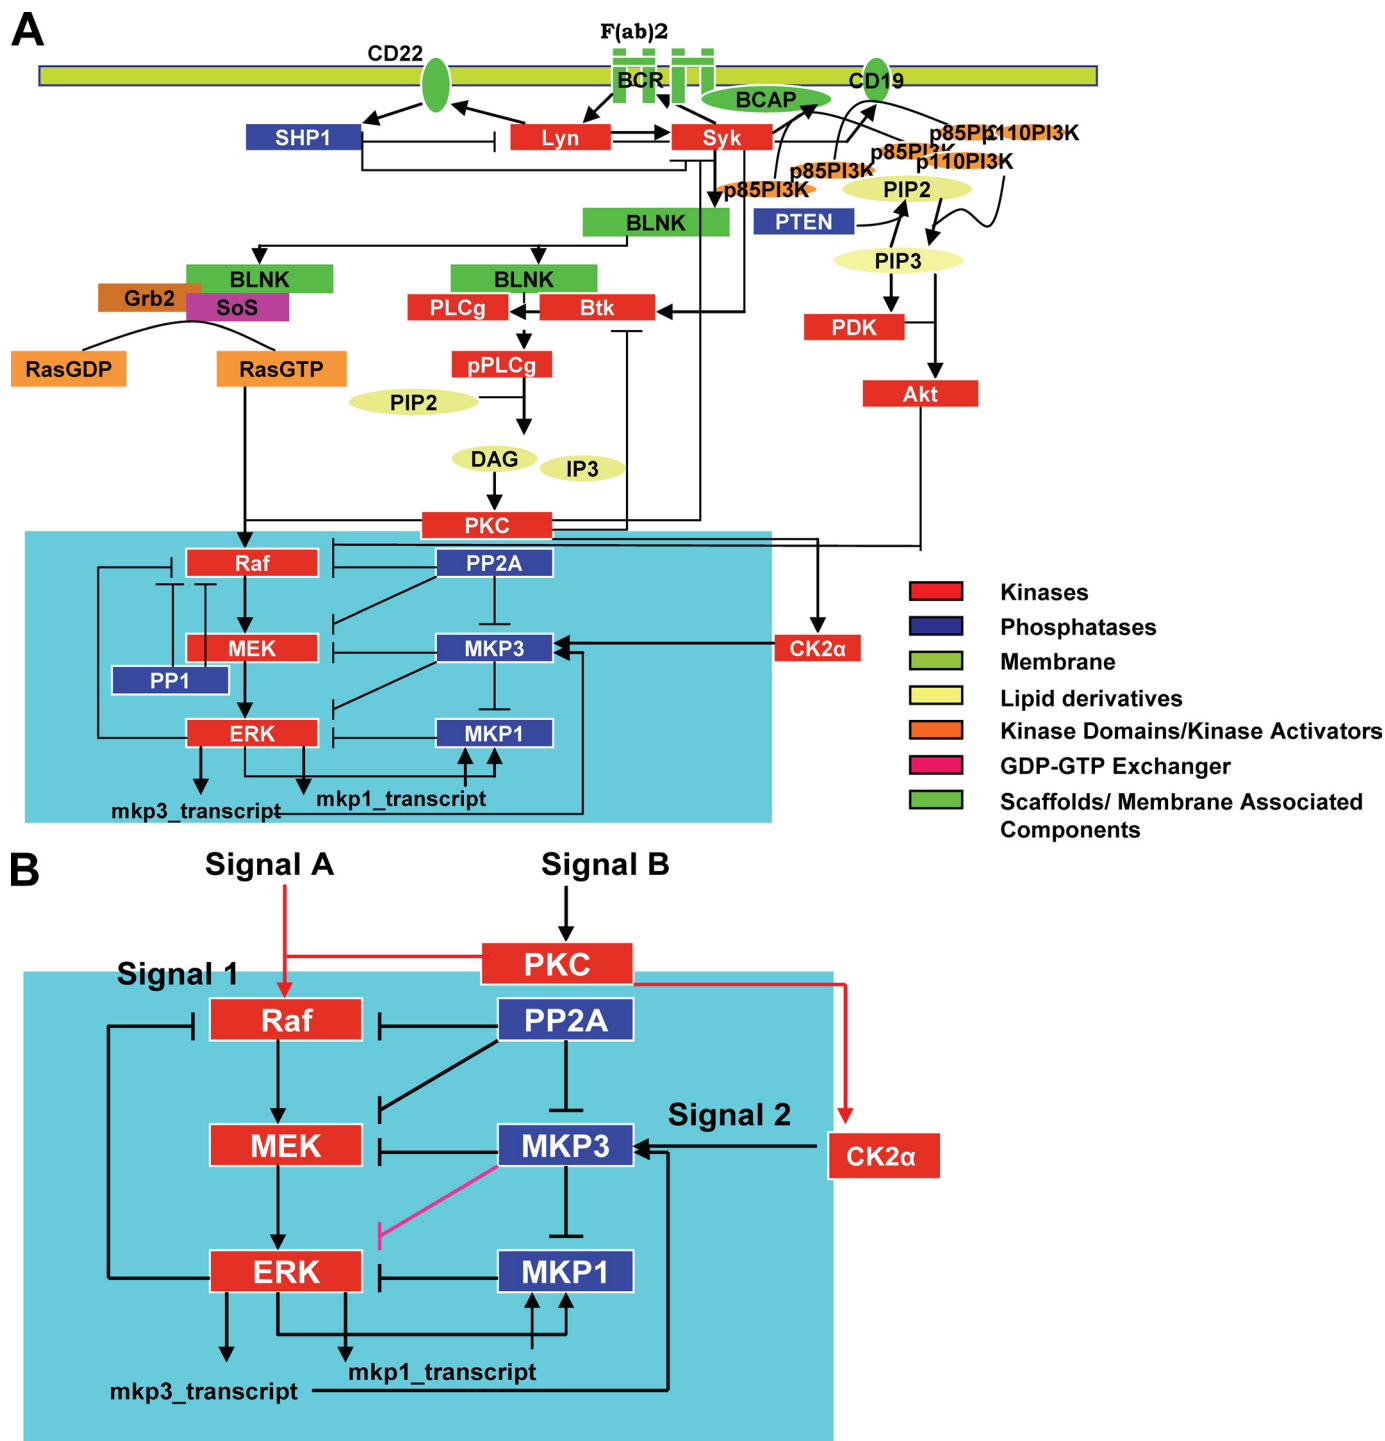 A
F(ab)2
CD22
BCR
CD19
BCAP
SHP1
Lyn
Syk
p85PI3K
p110PI3K
p85PI3K
p110PI3K
p85PI3K
p85PI3K
PIP2
BLNK
PTEN
PIP3
BLNK
BLNK
Grb2
SoS
PLCg
Btk
PDK
RasGDP
RasGTP
pPLCg
Akt
PIP2
DAG
IP3
PKC
Raf
PP2A
MEK
MKP3
CK2α
PP1
ERK
MKP1
mkp3_transcript
mkp1_transcript
Kinases
Phosphatases
Membrane
Lipid derivatives
Kinase Domains/Kinase Activators
GDP-GTP Exchanger
Scaffolds/ Membrane Associated
Components
B
Signal A
Signal B
PKC
Signal 1
Raf
PP2A
Signal 2
MEK
MKP3
CK2α
ERK
MKP1
mkp1_transcript
mkp3_transcript